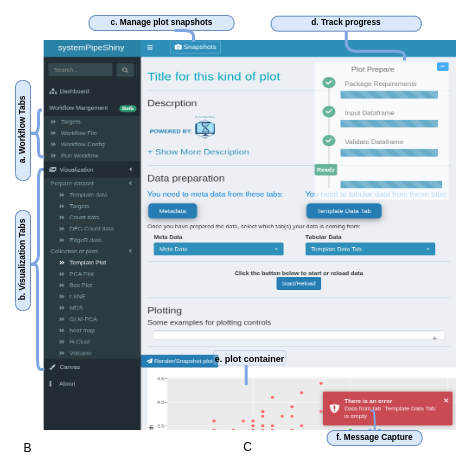 c. Manage plot snapshots
d. Track progress
systemPipeShiny
Snapshots
Search...
Dashboard
Workflow Mangement
Targets
Workflow File
Workflow Config
Run Workflow
Visualization
Prepare dataset
Template data
Targets
Count data
DEG Count data
EdgeR data
Collection of plots
Template Plot
PCA Plot
Box Plot
t-SNE
MDS
GLM-PCA
heat map
H-Clust
Volcano
Canvas
About
a. Workflow Tabs
b. Visualization Tabs
Title for this kind of plot
Descrption
POWERED BY:
+ Show More Description
Plot Prepare
Package Requirements
Input Dataframe
Validate Dataframe
Ready
Data preparation
You need to meta data from these tabs:
You need to tabular data from these tabs:
Metadata
Template Data Tab
Once you have prepared the data, select which tab(s) your data is coming from:
Meta Data
Tabular Data
Meta Data
Template Data Tab
Click the button below to start or reload data
Start/Reload
Plotting
Some examples for plotting controls
+
Render/Snapshot plot
e. plot container
4.0-
There is an error
Data from tab `Template Data Tab`
is empty
f. Message Capture
B
C